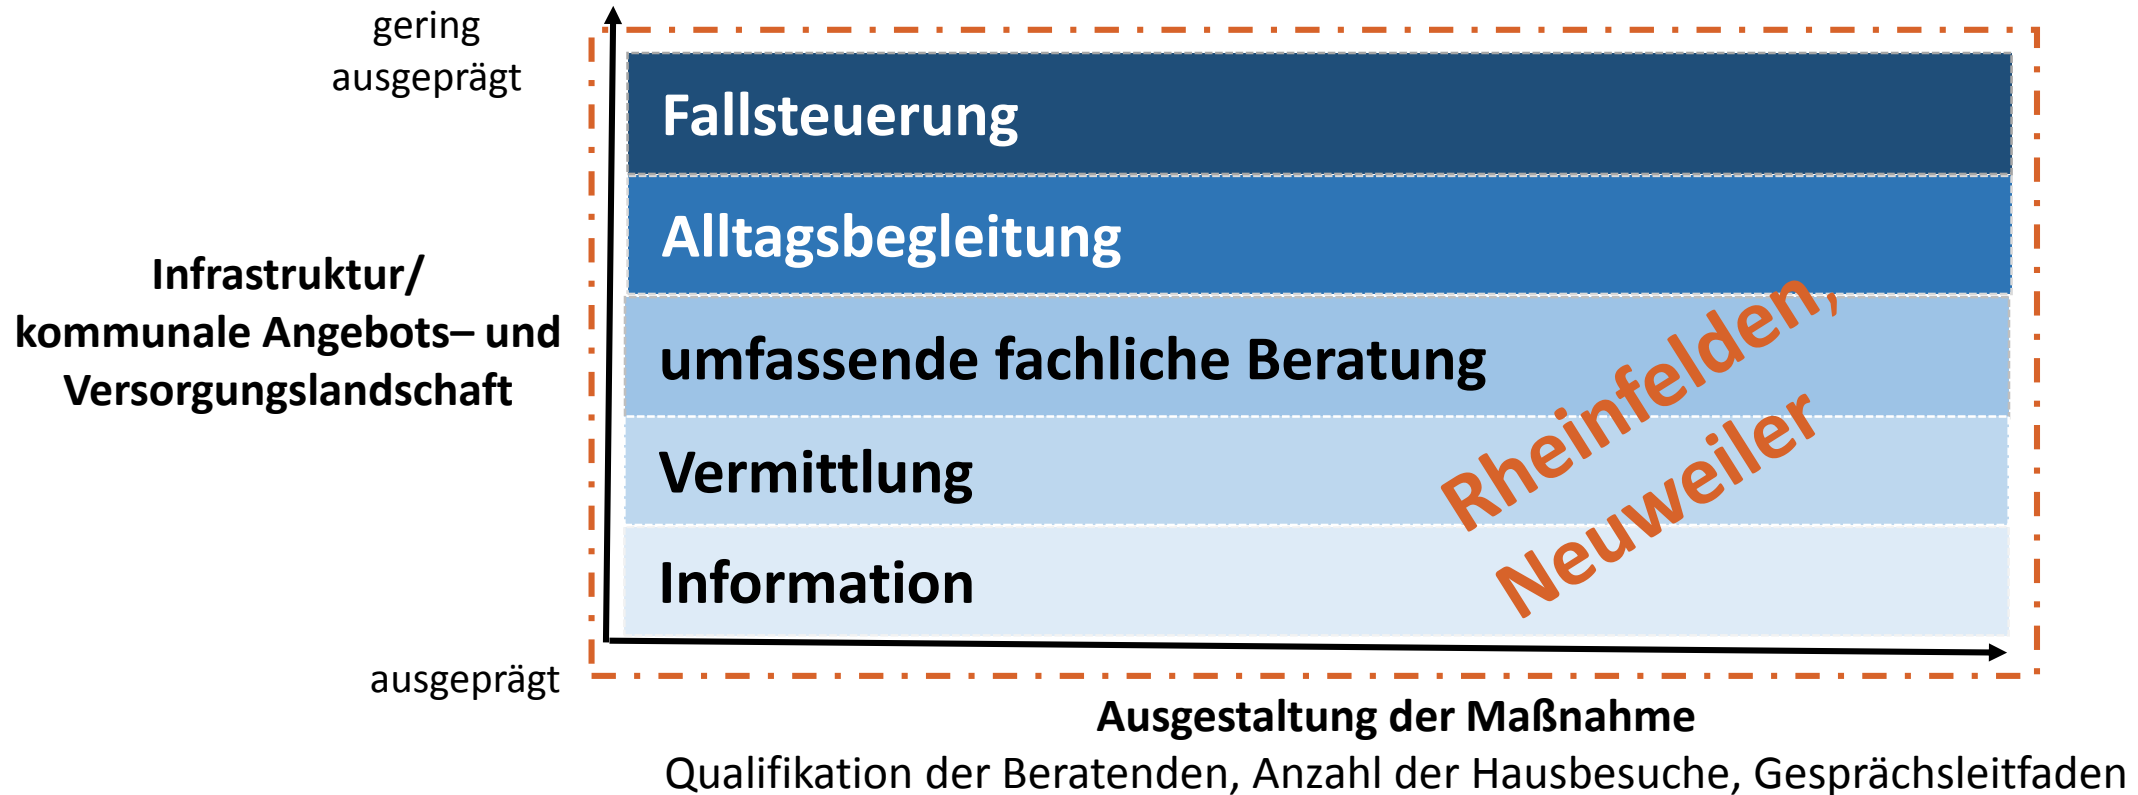 gering
ausgeprägt
Fallsteuerung
Alltagsbegleitung
Infrastruktur/
kommunale Angebots– und
Versorgungslandschaft
umfassende fachliche Beratung
Vermittlung
Information
Rheinfelden,
Neuweiler
ausgeprägt
Ausgestaltung der Maßnahme
Qualifikation der Beratenden, Anzahl der Hausbesuche, Gesprächsleitfaden